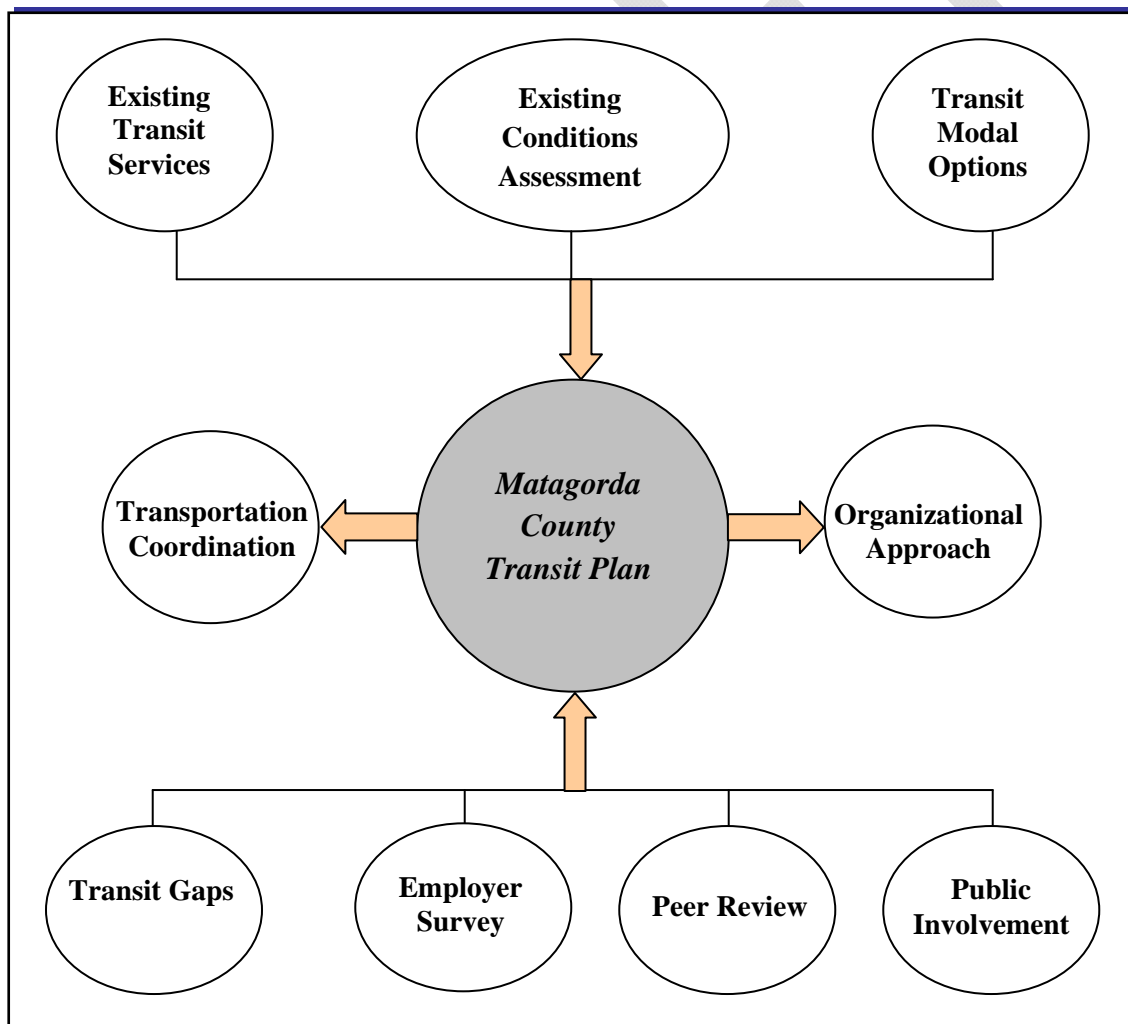 Existing
Transit
Services
Existing
Conditions
Assessment
Transit
Modal
Options
Transportation
Coordination
Matagorda
County
Transit Plan
Organizational
Approach
Transit Gaps
Employer
Survey
Peer Review
Public
Involvement